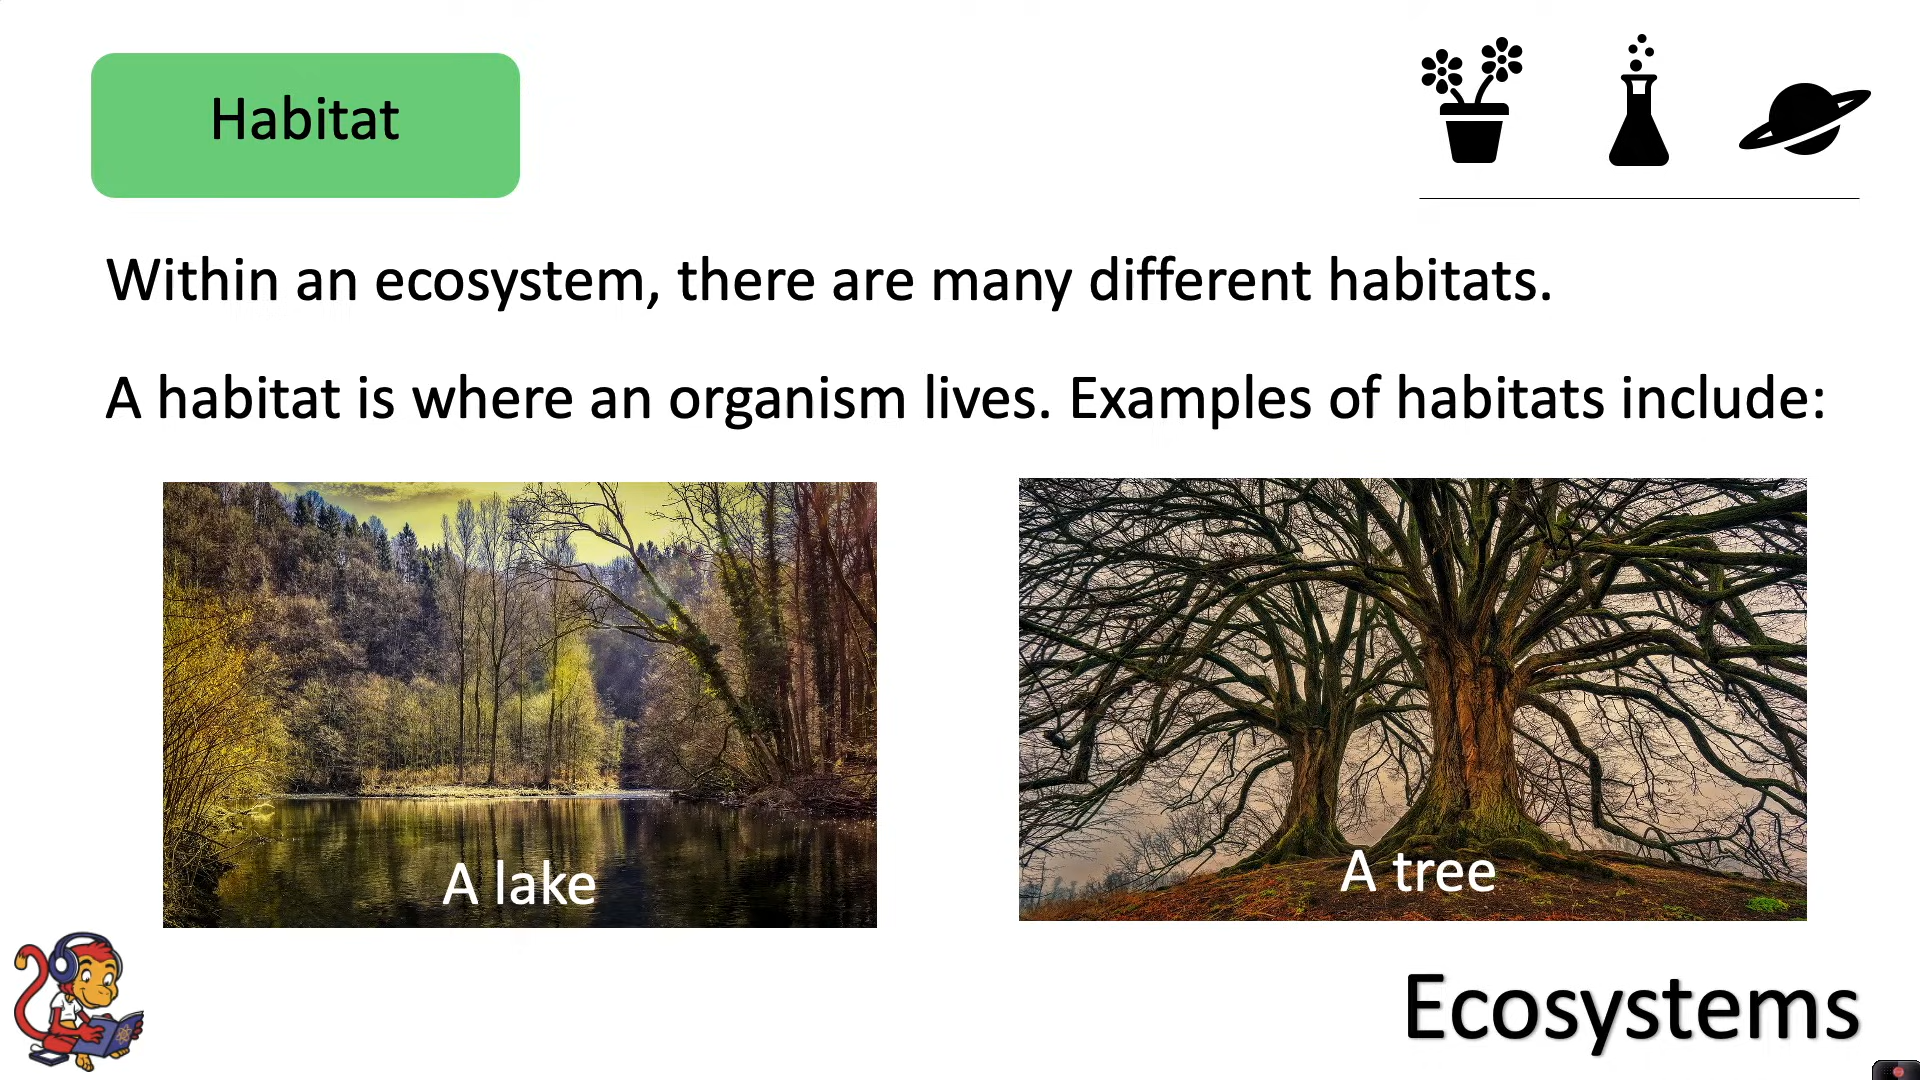 Habitat
Within an ecosystem, there are many different habitats.
A habitat is where an organism lives. Examples of habitats include:
A lake
A tree
Ecosystems